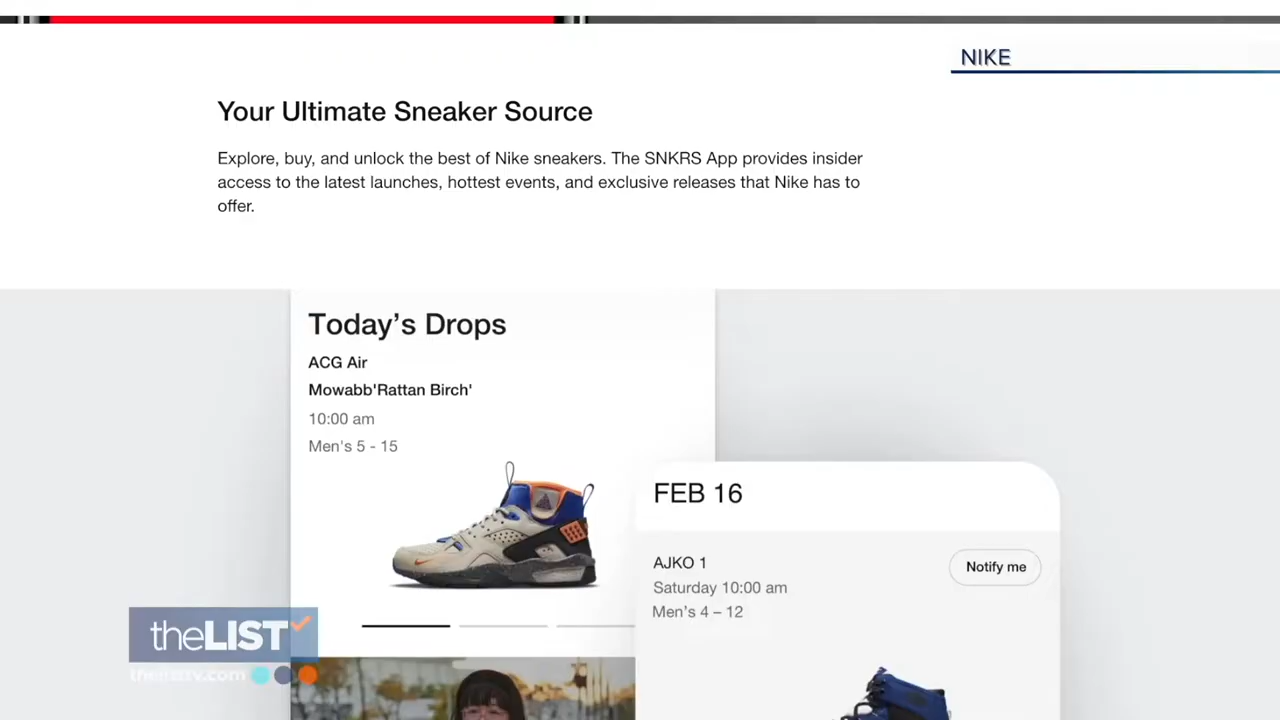 NIKE
Your Ultimate Sneaker Source
Explore, buy, and unlock the best of Nike sneakers. The SNKRS App provides insider
access to the latest launches, hottest events, and exclusive releases that Nike has to
offer.
Today’s Drops
ACG Air
Mowabb'Rattan Birch'
10:00 am
Men's 5 - 15
FEB 16
AJKO 1
Notify me
Saturday 10:00 am
Men’s 4 – 12
theLIST
thelisttv.com